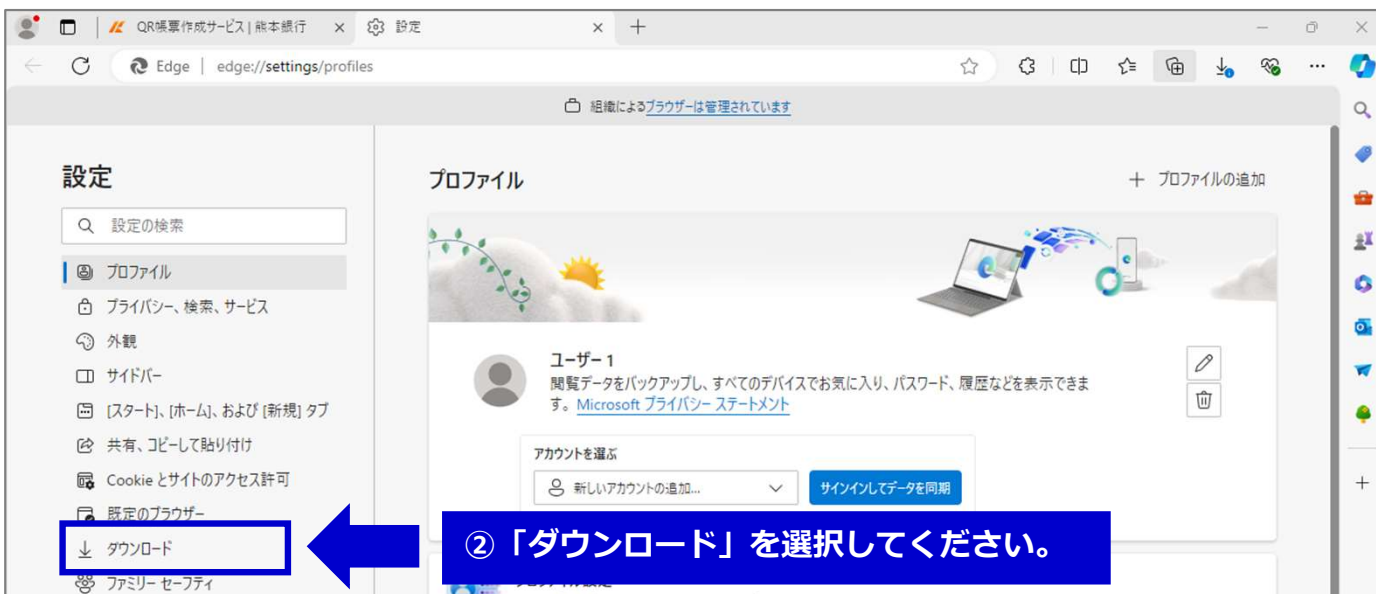 QR帳票作成サービス | 熊本銀行
設定
Edge | edge://settings/profiles
組織によるブラウザーは管理されています
設定
設定の検索
プロファイル
プライバシー、検索、サービス
外観
サイドバー
[スタート]、[ホーム]、および [新規] タブ
共有、コピーして貼り付け
Cookie とサイトのアクセス許可
既定のブラウザー
ダウンロード
ファミリー セーフティ
プロファイル
プロファイルの追加
ユーザー 1
閲覧データをバックアップし、すべてのデバイスでお気に入り、パスワード、履歴などを表示できま
す。Microsoft プライバシー ステートメント
アカウントを選ぶ
新しいアカウントの追加...
サインインしてデータを同期
②「ダウンロード」を選択してください。